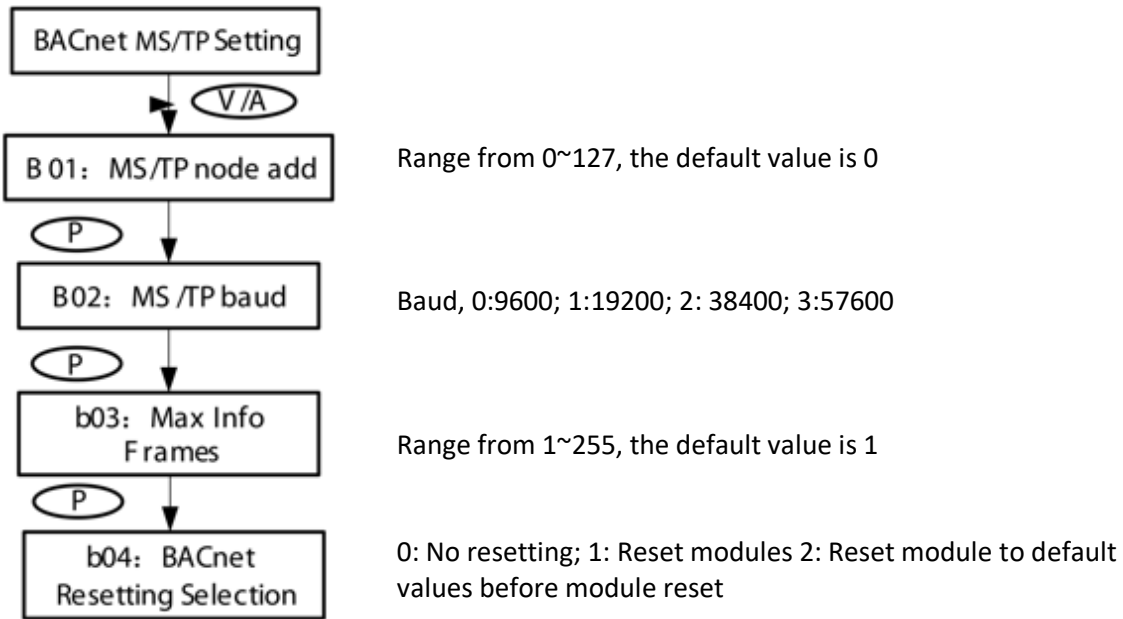 BACnet MS/TP Setting
V/A
B 01: MS/TP node add
Range from 0~127, the default value is 0
P
B02: MS /TP baud
Baud, 0:9600; 1:19200; 2: 38400; 3:57600
P
b03: Max Info
Frames
Range from 1~255, the default value is 1
P
b04: BACnet
Resetting Selection
0: No resetting; 1: Reset modules 2: Reset module to default
values before module reset